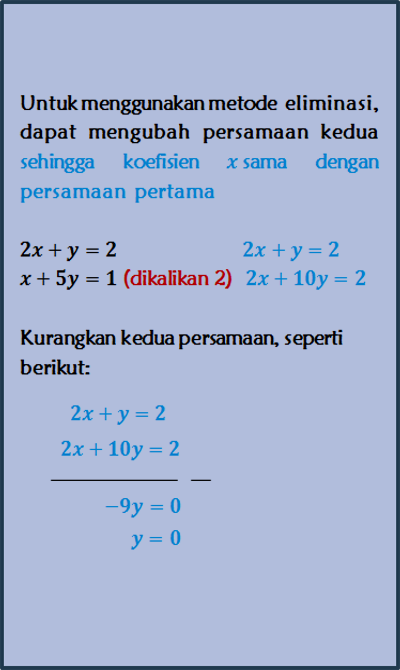 Untuk menggunakan metode eliminasi,
dapat mengubah persamaan kedua
sehingga koefisien x sama dengan
persamaan pertama
2x + y = 2 2x + y = 2
x + 5y = 1 (dikalikan 2) 2x + 10y = 2
Kurangkan kedua persamaan, seperti
berikut:
2x + y = 2
2x + 10y = 2
−
−9y = 0
y = 0